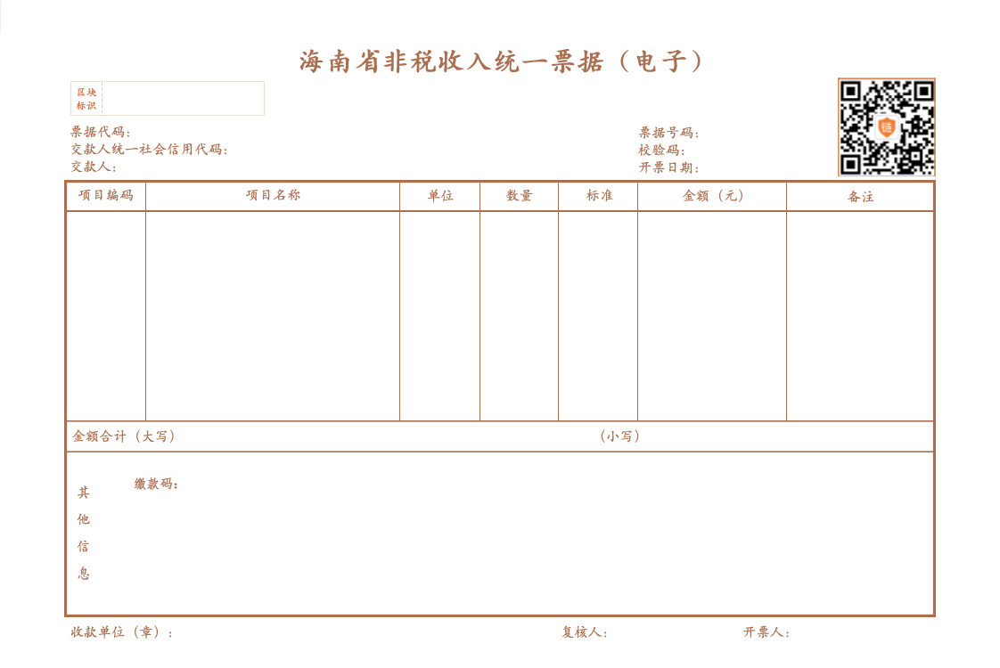 海南省非税收入统一票据（电子）
区块
标识
链
票据代码：
票据号码：
交款人统一社会信用代码：
校验码：
交款人：
开票日期：
项目编码 项目名称 单位 数量 标准 金额（元） 备注
金额合计（大写） （小写）
缴款码：
其
他
信
息
收款单位（章）： 复核人： 开票人：